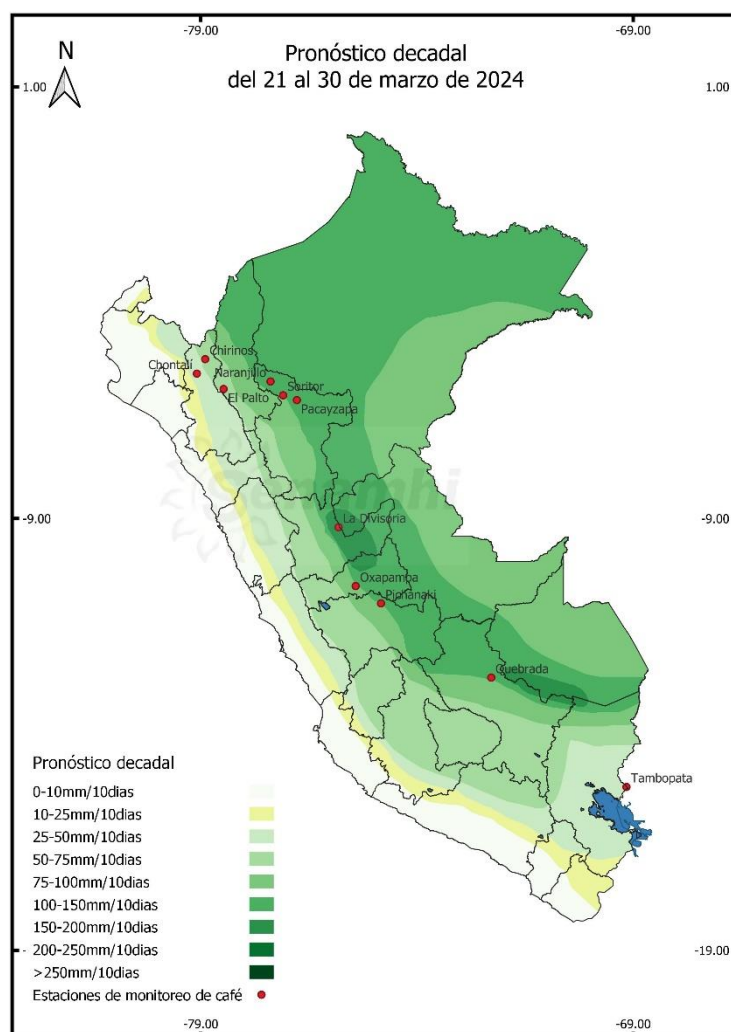 -79.00
-69.00
N
Pronóstico decadal
del 21 al 30 de marzo de 2024
1.00
1.00
Chirinos
Chontalí
Naranjillo
Soritor
El Palto
Pacayzapa
Senamhi
-9.00
-9.00
La Divisoria
Oxapampa
Pichanaki
Quebrada
Tambopata
Pronóstico decadal
0-10mm/10dias
10-25mm/10dias
25-50mm/10dias
50-75mm/10dias
75-100mm/10dias
100-150mm/10dias
150-200mm/10dias
200-250mm/10dias
>250mm/10dias
Estaciones de monitoreo de café
-
-19.00
-79.00
-69.00